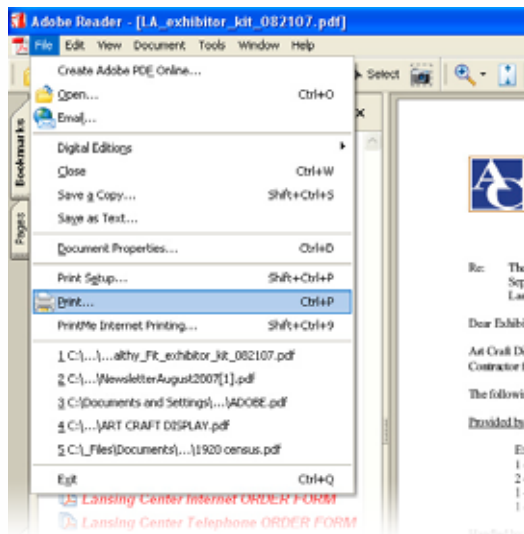 Adobe Reader - [LA_exhibitor_kit_082107.pdf]
File Edit View Document Tools Window Help
Create Adobe PDF Online...
Select
Open... Ctrl+O
Email...
Bookmarks
Digital Editions
Close Ctrl+W
Save a Copy... Shift+Ctrl+S
Save as Text...
Pages
Document Properties... Ctrl+D
Print Setup... Shift+Ctrl+P
Print... Ctrl+P
PrintMe Internet Printing... Shift+Ctrl+9
1 C:\...\...althy_Fit_exhibitor_kit_082107.pdf
2 C:\...\NewsletterAugust2007[1].pdf
3 C:\Documents and Settings\...\ADOBE.pdf
4 C:\...\ART CRAFT DISPLAY.pdf
5 C:\_Files\Documents\...\1920 census.pdf
Exit Ctrl+Q
Lansing Center Internet ORDER FORM
Lansing Center Telephone ORDER FORM
AC
Re: The
Sep
Lan
Dear Exhibi
Art Craft Di
Contractor f
The followi
Provided by